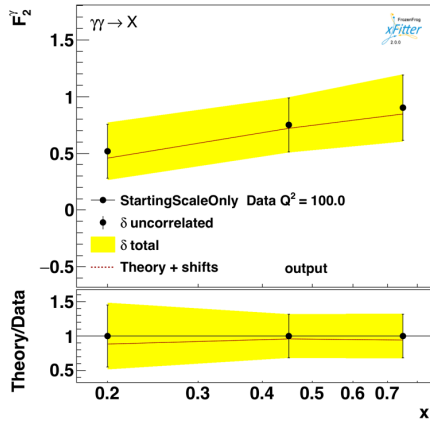 F₂^γ
γγ → X
FrozenFrog
xFitter
2.0.0
1.5
1
0.5
0
−0.5
StartingScaleOnly Data Q² = 100.0
δ uncorrelated
δ total
Theory + shifts
output
Theory/Data
1.5
1
0.5
0.2
0.3
0.4
0.5
0.6
0.7
x